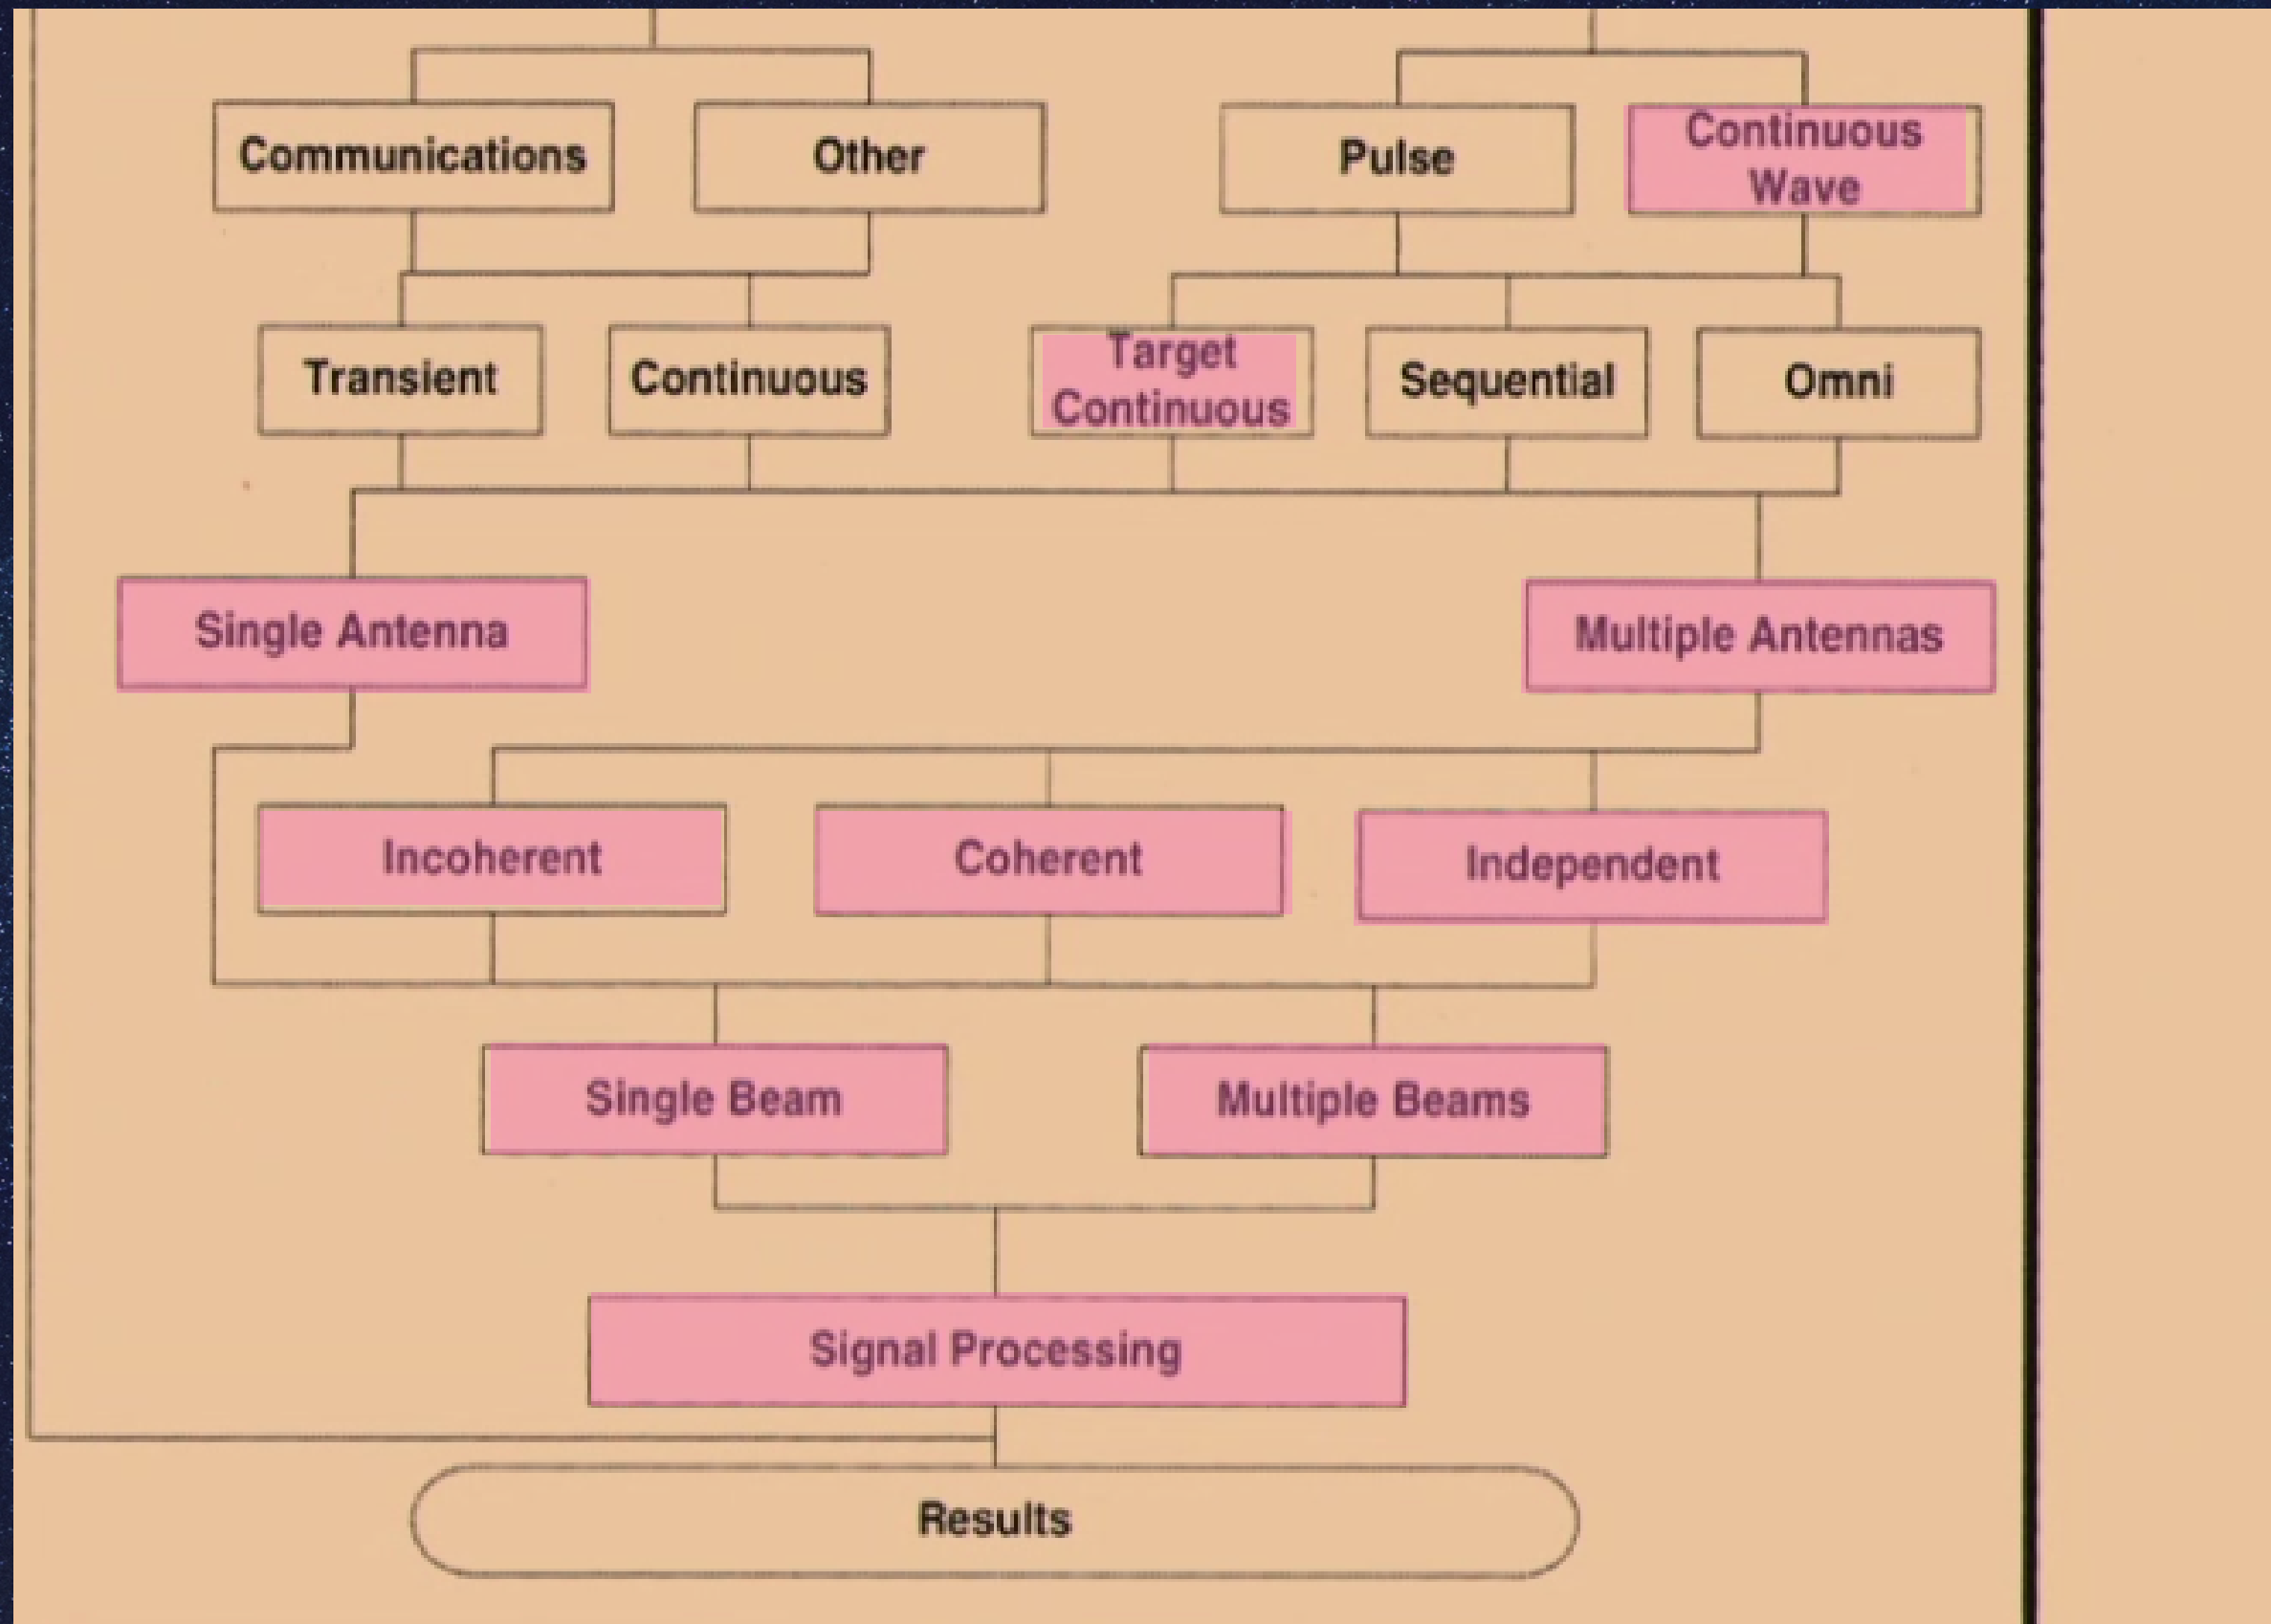 Communications
Other
Pulse
Continuous
Wave
Transient
Continuous
Target
Continuous
Sequential
Omni
Single Antenna
Multiple Antennas
Incoherent
Coherent
Independent
Single Beam
Multiple Beams
Signal Processing
Results